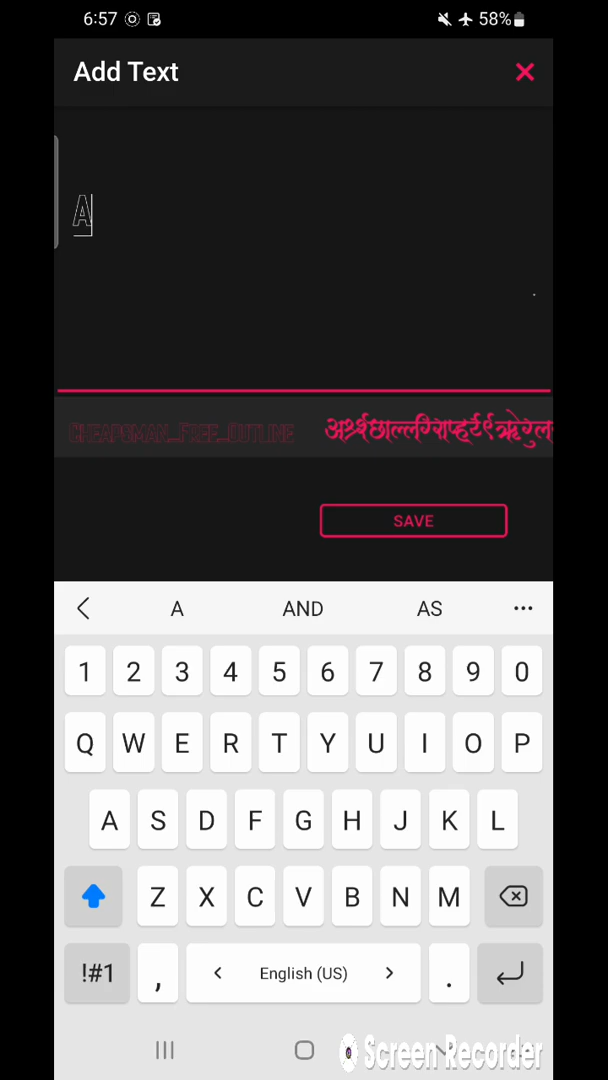 6:57 58%
Add Text
A
Cheapsman_Free_Outline
SAVE
A AND AS
1 2 3 4 5 6 7 8 9 0
Q W E R T Y U I O P
A S D F G H J K L
Z X C V B N M
!#1 , English (US) .
Screen Recorder